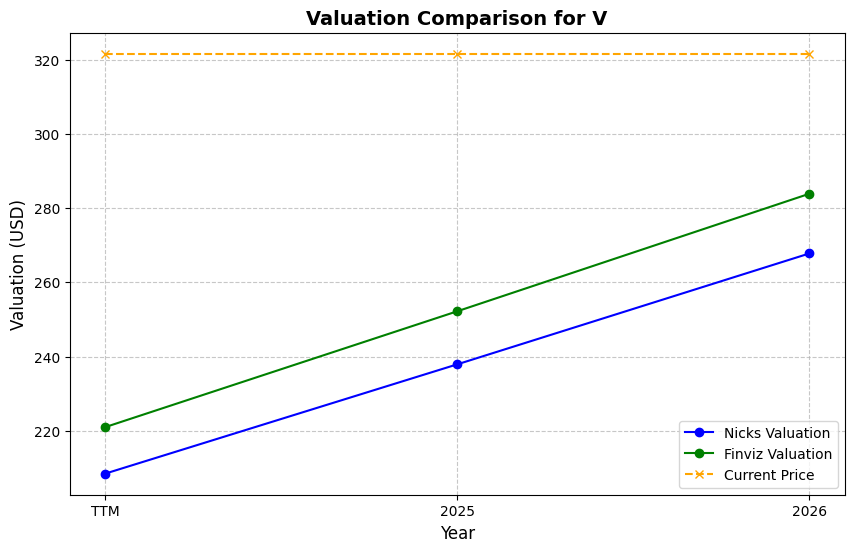 Valuation Comparison for V
Valuation (USD)
320
300
280
260
240
220
TTM
2025
2026
Year
Nicks Valuation
Finviz Valuation
Current Price